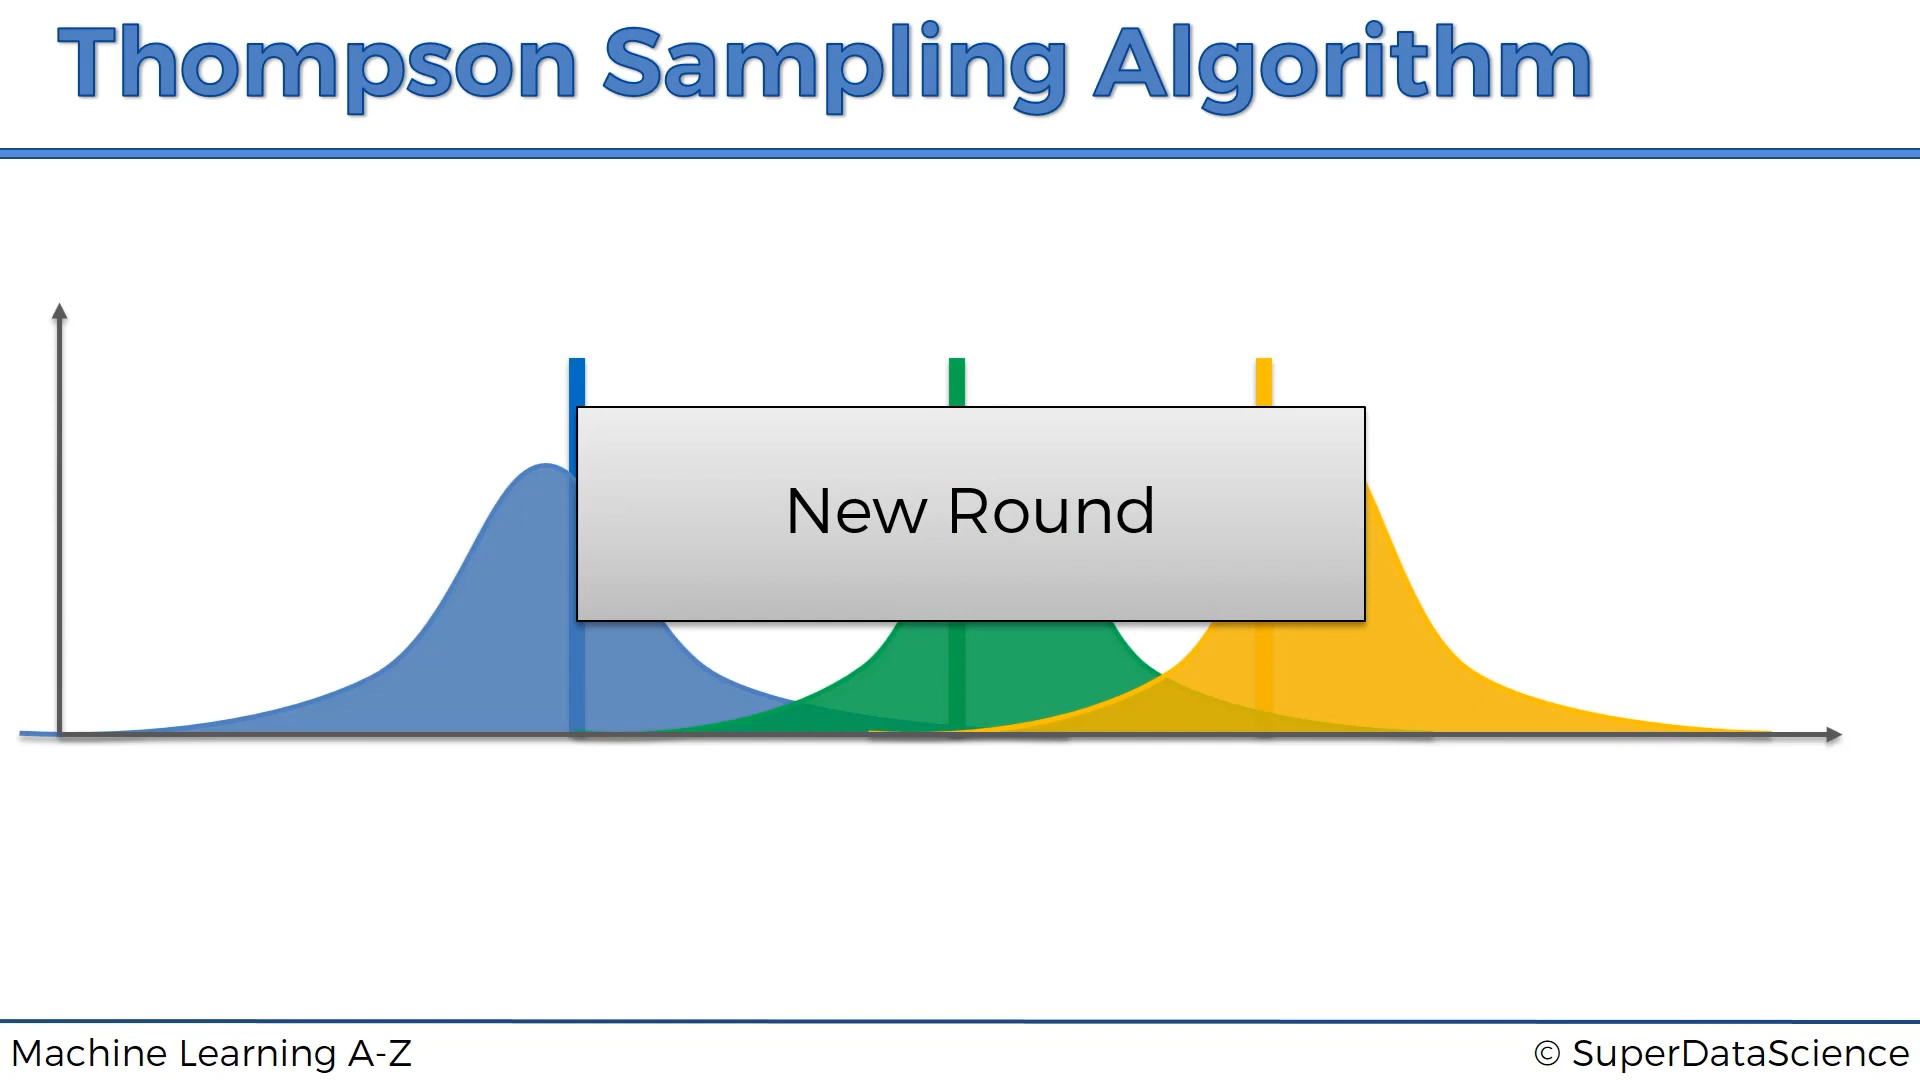 Thompson Sampling Algorithm
New Round
Machine Learning A-Z
© SuperDataScience